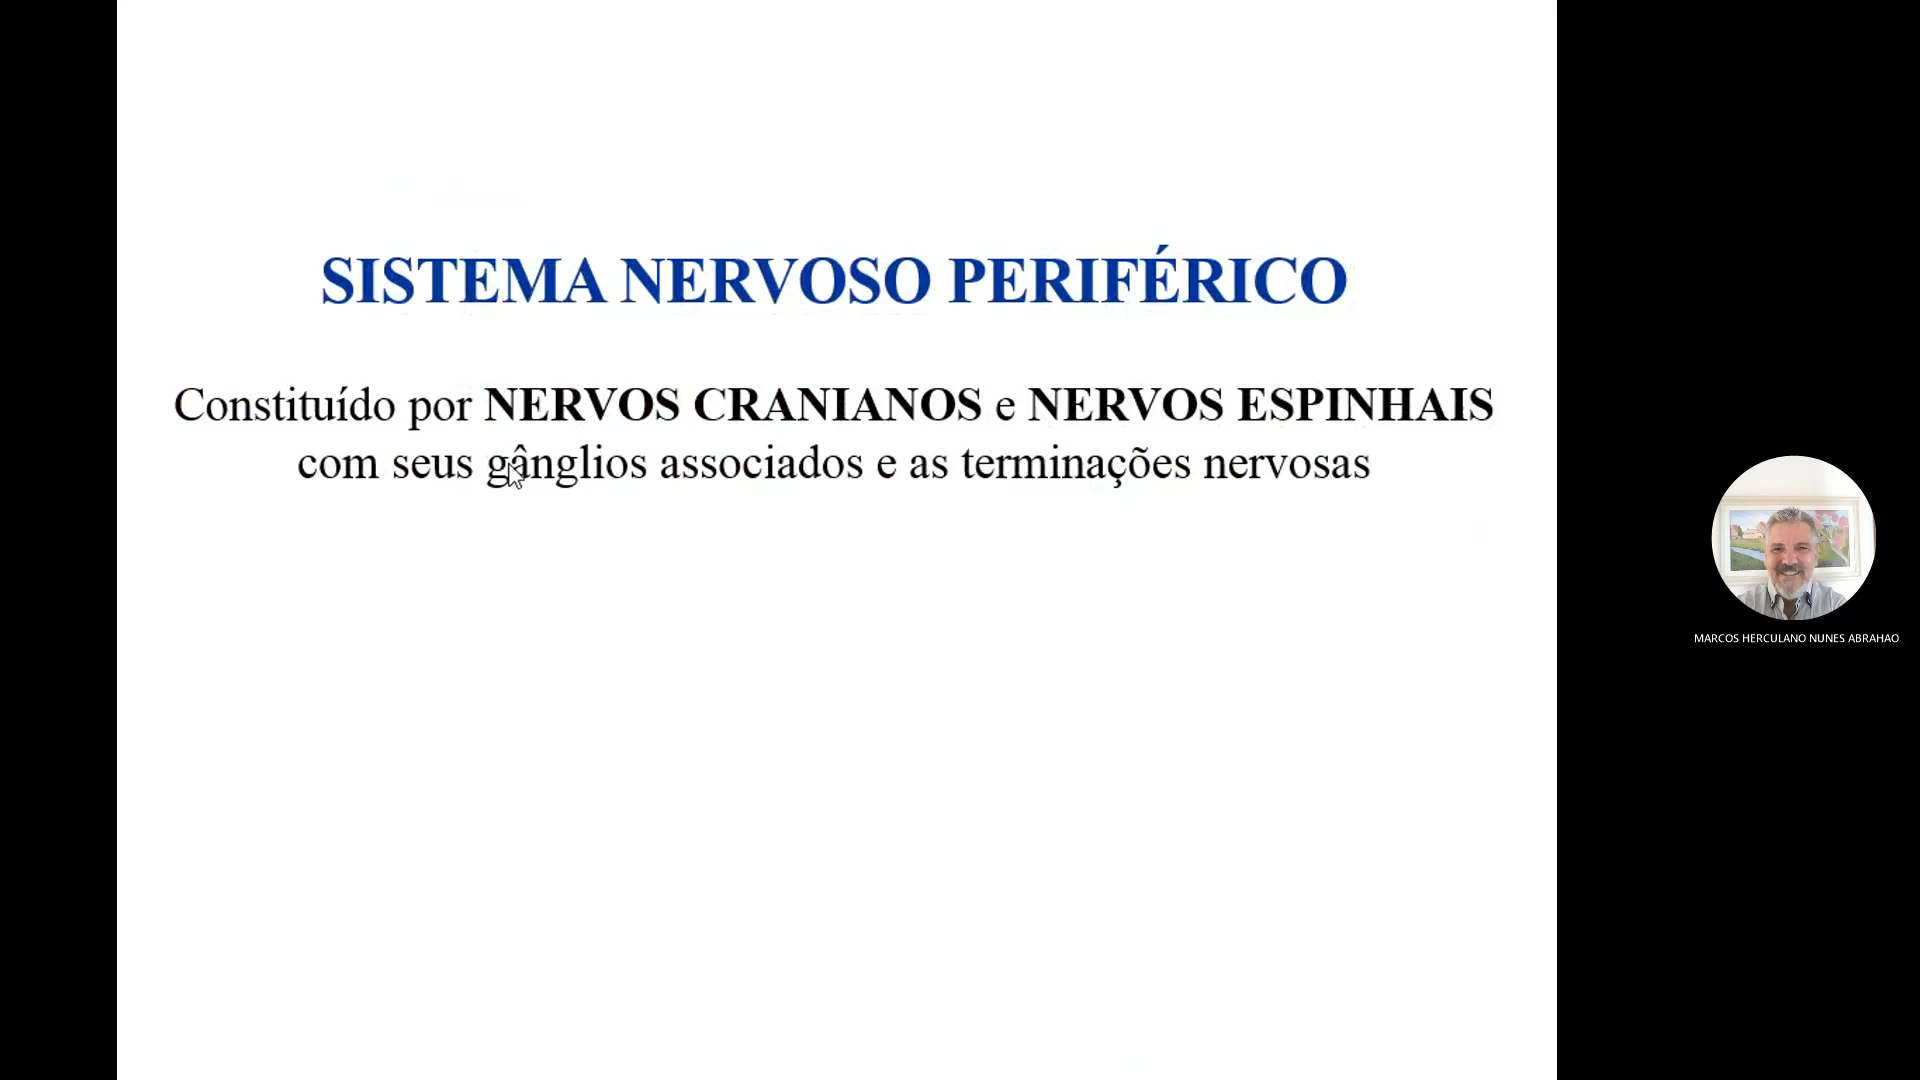 SISTEMA NERVOSO PERIFÉRICO
Constituído por NERVOS CRANIANOS e NERVOS ESPINHAIS
com seus gânglios associados e as terminações nervosas
MARCOS HERCULANO NUNES ABRAHAO